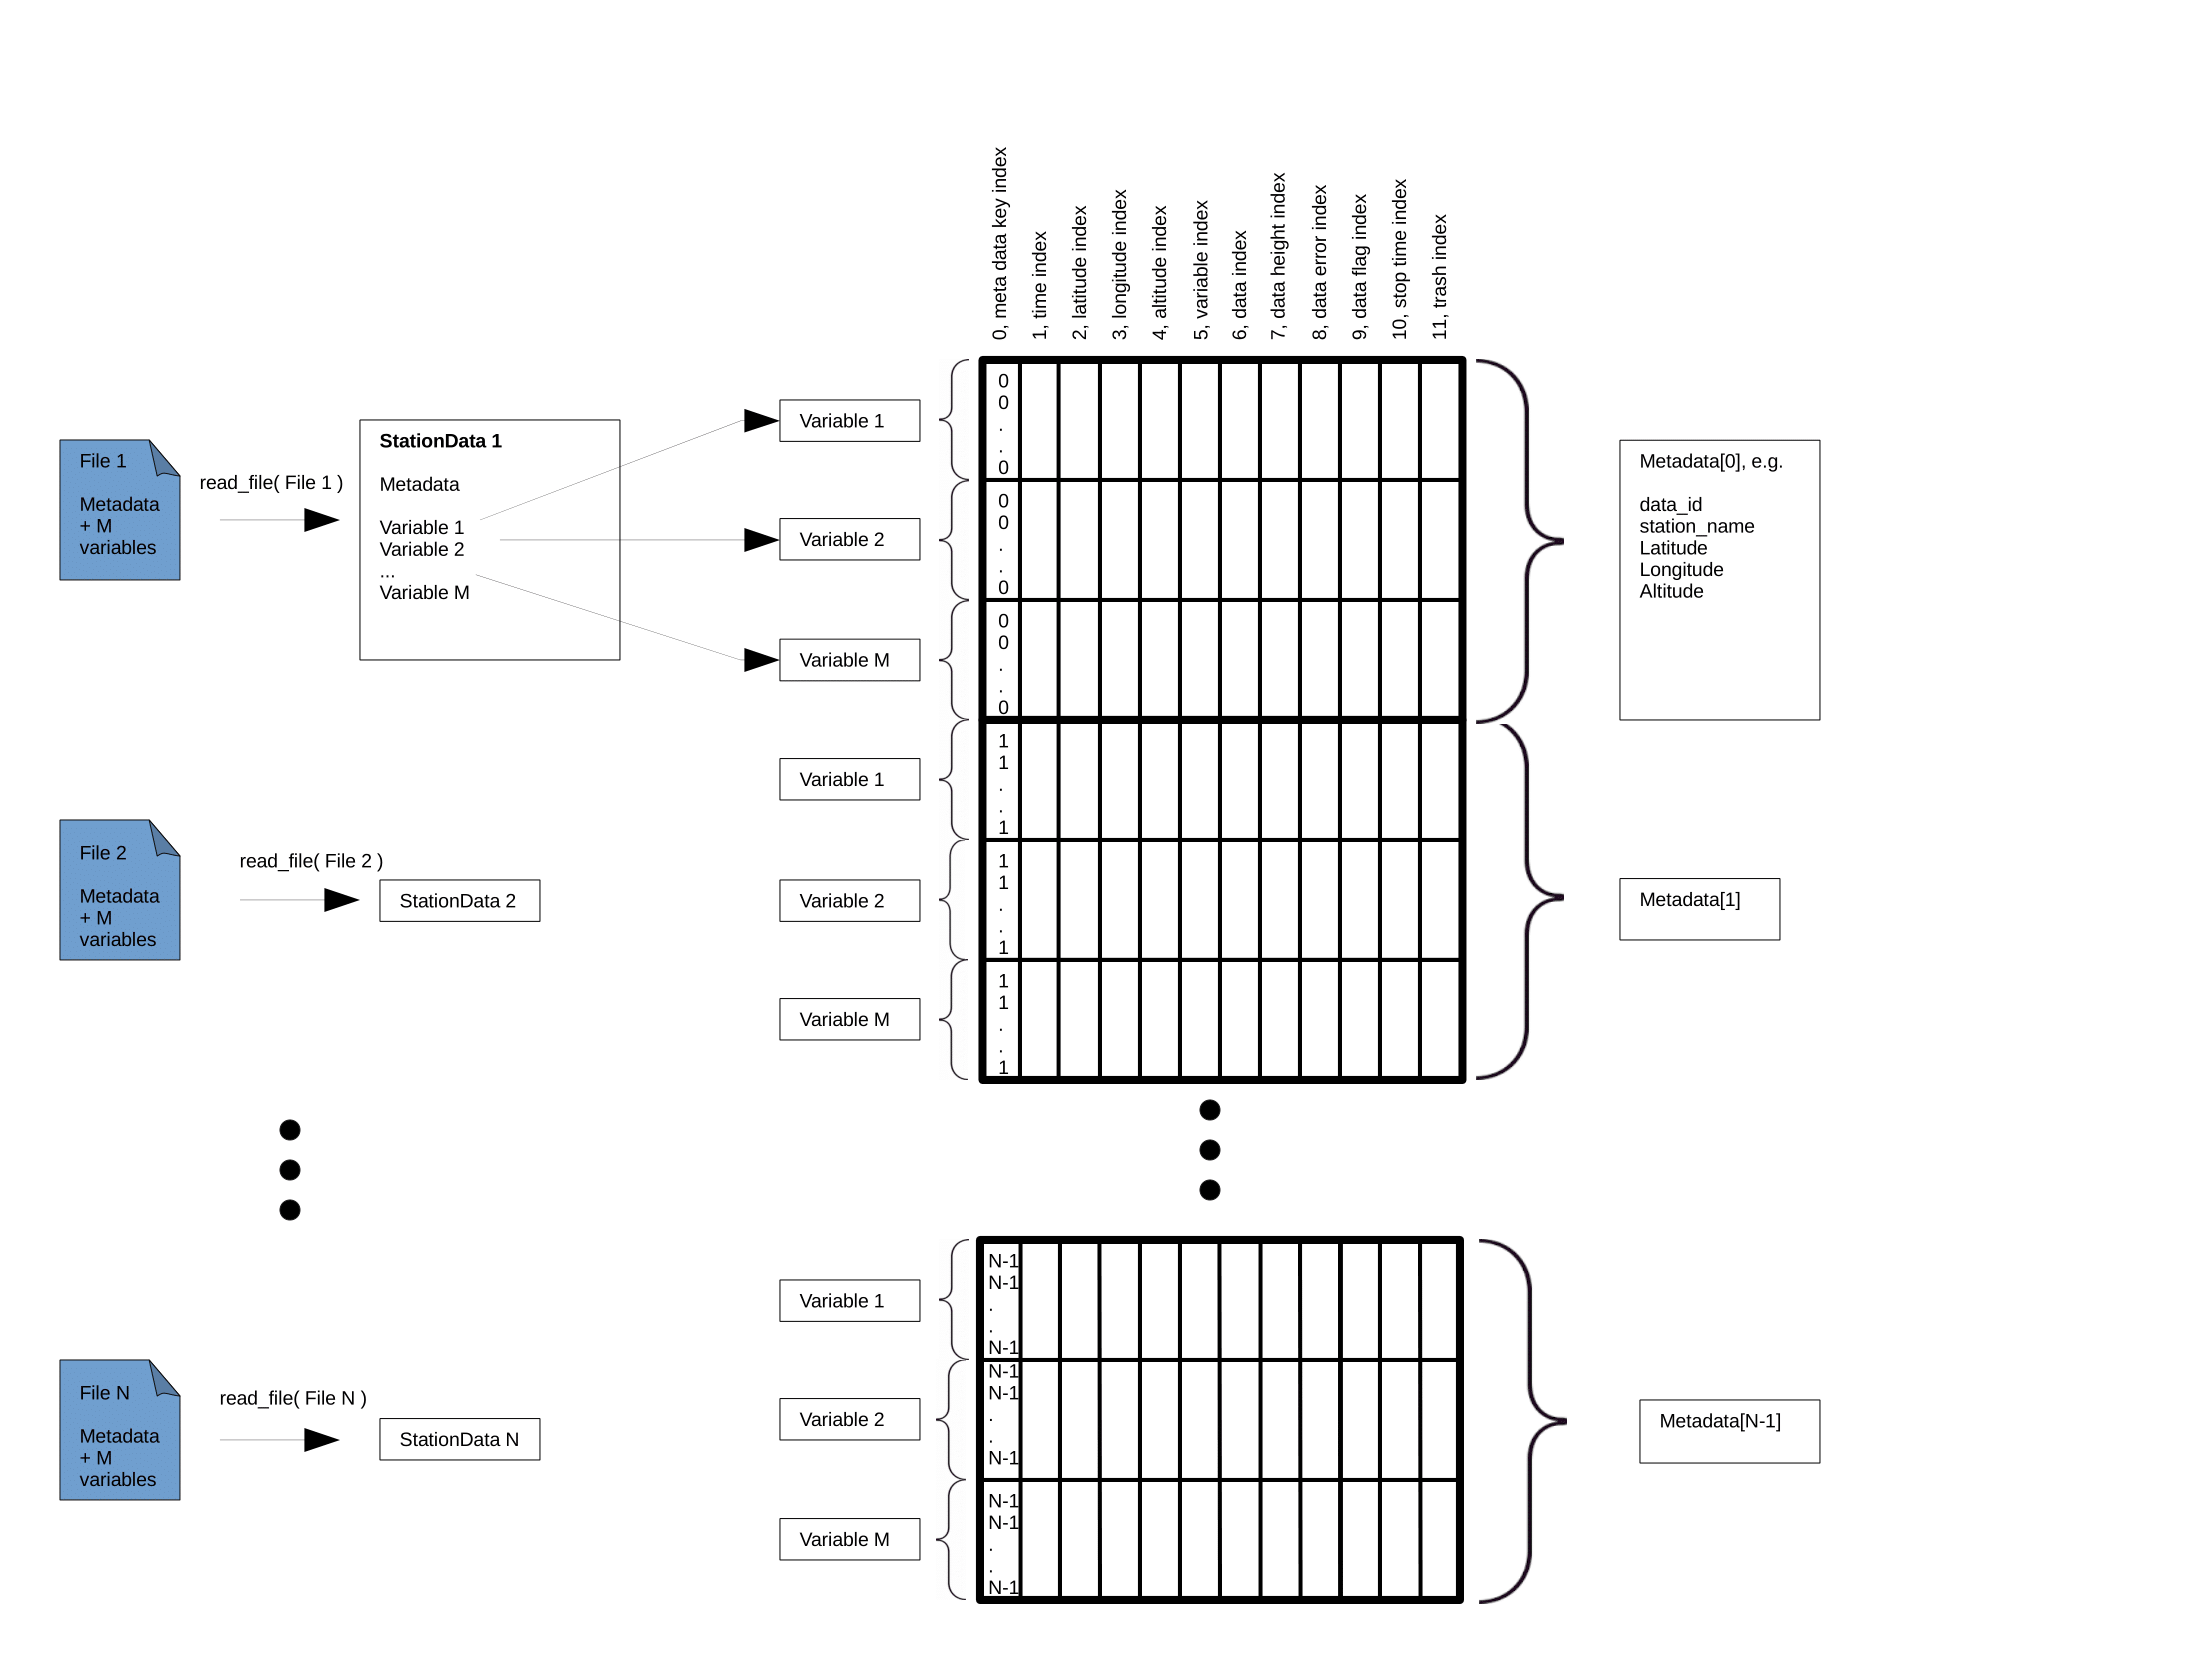 0, meta data key index
1, time index
2, latitude index
3, longitude index
4, altitude index
5, variable index
6, data index
7, data height index
8, data error index
9, data flag index
10, stop time index
11, trash index
File 1
Metadata
+ M
variables
read_file( File 1 )
StationData 1
Metadata
Variable 1
Variable 2
...
Variable M
Variable 1
Variable 2
Variable M
0
0
.
.
0
0
0
.
.
0
0
0
.
.
0
Metadata[0], e.g.
data_id
station_name
Latitude
Longitude
Altitude
File 2
Metadata
+ M
variables
read_file( File 2 )
StationData 2
Variable 1
Variable 2
Variable M
1
1
.
.
1
1
1
.
.
1
1
1
.
.
1
Metadata[1]
File N
Metadata
+ M
variables
read_file( File N )
StationData N
Variable 1
Variable 2
Variable M
N-1
N-1
.
.
N-1
N-1
N-1
.
.
N-1
N-1
N-1
.
.
N-1
Metadata[N-1]